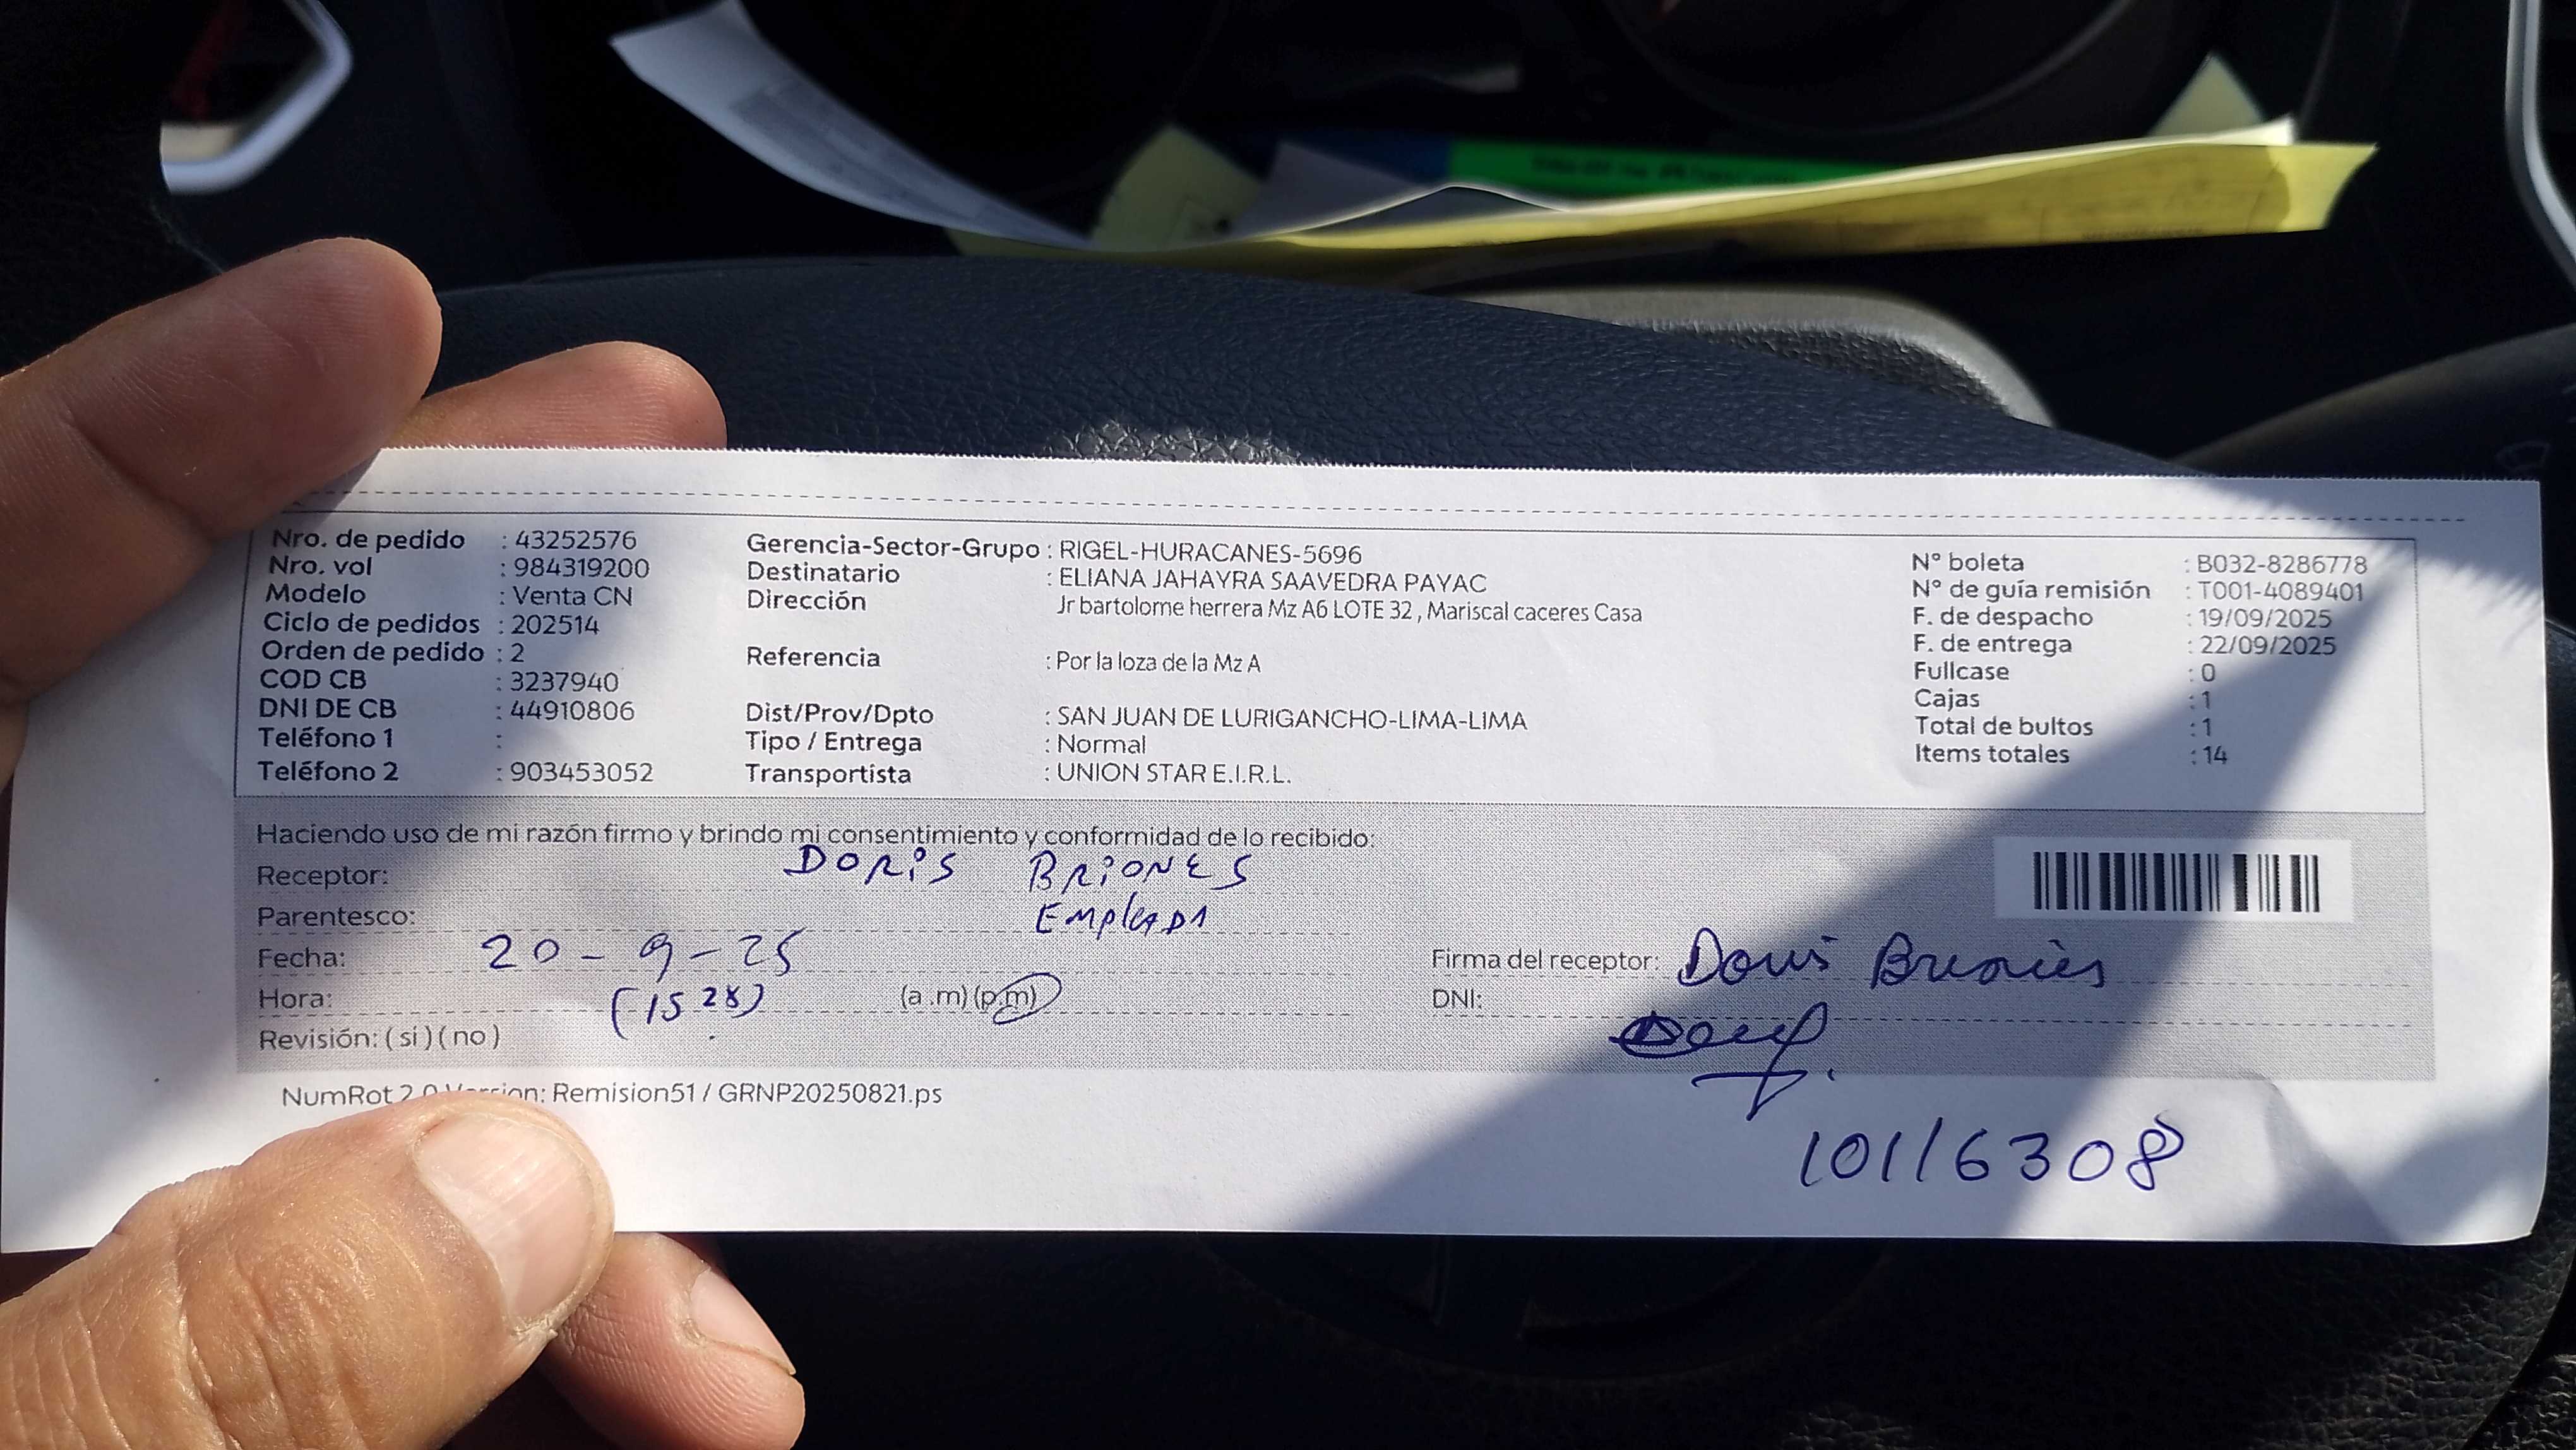 Nro. de pedido : 43252576
Nro. vol : 984319200
Modelo : Venta CN
Ciclo de pedidos : 202514
Orden de pedido : 2
COD CB : 3237940
DNI DE CB : 44910806
Teléfono 1 :
Teléfono 2 : 903453052
Gerencia-Sector-Grupo : RIGEL-HURACANES-5696
Destinatario : ELIANA JAHAYRA SAAVEDRA PAYAC
Dirección Jr bartolome herrera Mz A6 LOTE 32 , Mariscal caceres Casa
Referencia : Por la loza de la Mz A
Dist/Prov/Dpto : SAN JUAN DE LURIGANCHO-LIMA-LIMA
Tipo / Entrega : Normal
Transportista : UNION STAR E.I.R.L.
N° boleta : B032-8286778
N° de guía remisión : T001-4089401
F. de despacho : 19/09/2025
F. de entrega : 22/09/2025
Fullcase : 0
Cajas : 1
Total de bultos : 1
Items totales : 14
Haciendo uso de mi razón firmo y brindo mi consentimiento y conformidad de lo recibido:
Receptor: DORiS BRiONES
Parentesco: EmpleADA
Fecha: 20 - 9 - 25
Hora: (15 28) (a .m) (p.m)
Revisión: ( si ) ( no )
Firma del receptor: Doris Briones
DNI:
10116308
NumRot 2.0 Version: Remision51 / GRNP20250821.ps